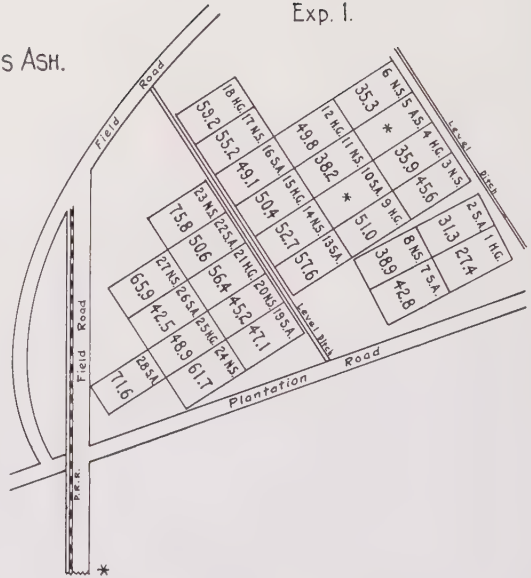 Exp. 1.
s ASH.
Field Road
Level Ditch
6 N.S. 5 A.S. 4 H.G. 3 N.S.
35.3 * 35.9 45.6
2 S.A. 1 H.G.
31.3 27.4
12 H.G. 11 N.S. 10 S.A. 9 H.G.
49.8 38.2 * 51.0
8 N.S. 7 S.A.
38.9 42.8
18 H.G. 17 N.S. 16 S.A. 15 H.G. 14 N.S. 13 S.A.
59.2 55.2 49.1 50.4 52.7 57.6
Level Ditch
23 N.S. 22 S.A. 21 H.G. 20 N.S. 19 S.A.
75.8 50.6 56.4 45.2 47.1
27 N.S. 26 S.A. 25 H.G. 24 N.S.
65.9 42.5 48.9 61.7
28 S.A.
71.6
Field Road
Plantation Road
P.R.R.
*